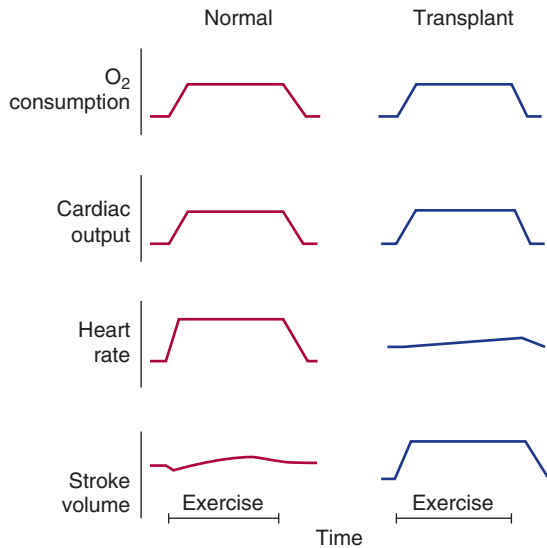 Normal Transplant
O₂
consumption
Cardiac
output
Heart
rate
Stroke
volume
Exercise Exercise
Time